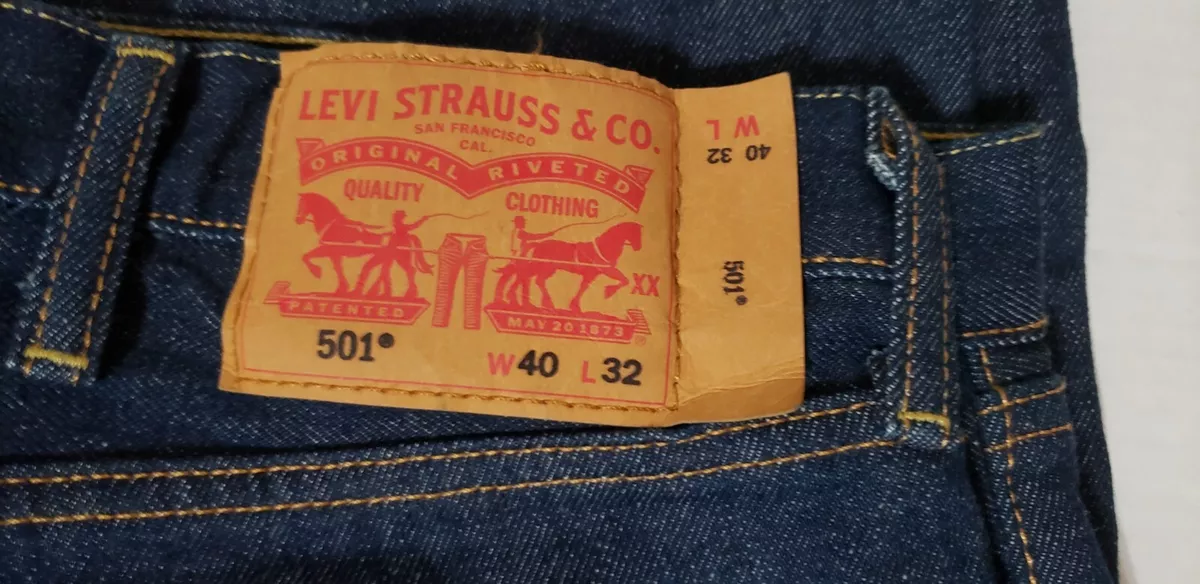 LEVI STRAUSS & CO.
SAN FRANCISCO
CAL.
ORIGINAL RIVETED
QUALITY CLOTHING
XX
PATENTED MAY 20 1873
501®
W40 L32
W L
40 32
501®